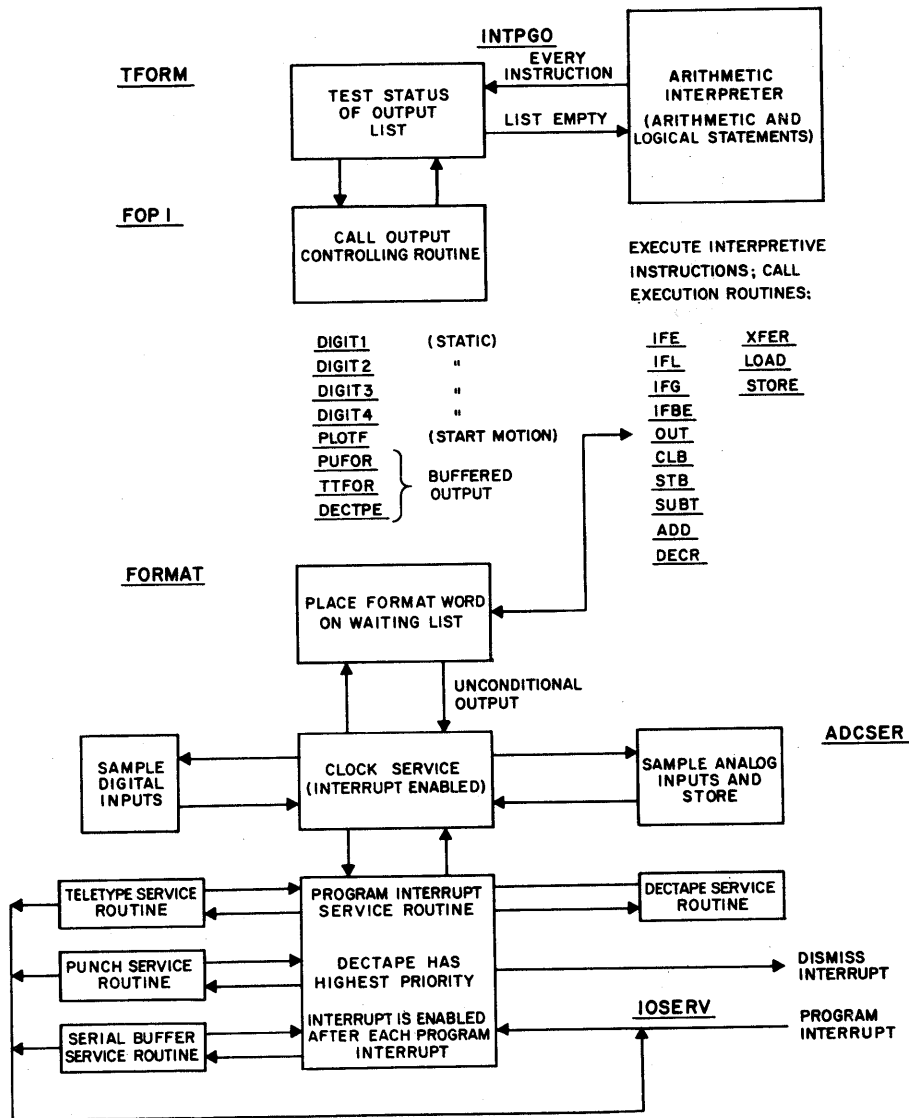 INTPGO
TFORM
EVERY
INSTRUCTION
TEST STATUS
OF OUTPUT
LIST
LIST EMPTY
ARITHMETIC
INTERPRETER
(ARITHMETIC AND
LOGICAL STATEMENTS)
FOP I
CALL OUTPUT
CONTROLLING ROUTINE
EXECUTE INTERPRETIVE
INSTRUCTIONS; CALL
EXECUTION ROUTINES:
DIGIT1 (STATIC)
DIGIT2 "
DIGIT3 "
DIGIT4 "
PLOTF (START MOTION)
PUFOR
TTFOR
DECTPE
BUFFERED
OUTPUT
IFE XFER
IFL LOAD
IFG STORE
IFBE
OUT
CLB
STB
SUBT
ADD
DECR
FORMAT
PLACE FORMAT WORD
ON WAITING LIST
UNCONDITIONAL
OUTPUT
ADCSER
SAMPLE
DIGITAL
INPUTS
CLOCK SERVICE
(INTERRUPT ENABLED)
SAMPLE ANALOG
INPUTS AND
STORE
TELETYPE SERVICE
ROUTINE
PROGRAM INTERRUPT
SERVICE ROUTINE
DECTAPE SERVICE
ROUTINE
PUNCH SERVICE
ROUTINE
DECTAPE HAS
HIGHEST PRIORITY
DISMISS
INTERRUPT
IOSERV
SERIAL BUFFER
SERVICE ROUTINE
INTERRUPT IS ENABLED
AFTER EACH PROGRAM
INTERRUPT
PROGRAM
INTERRUPT